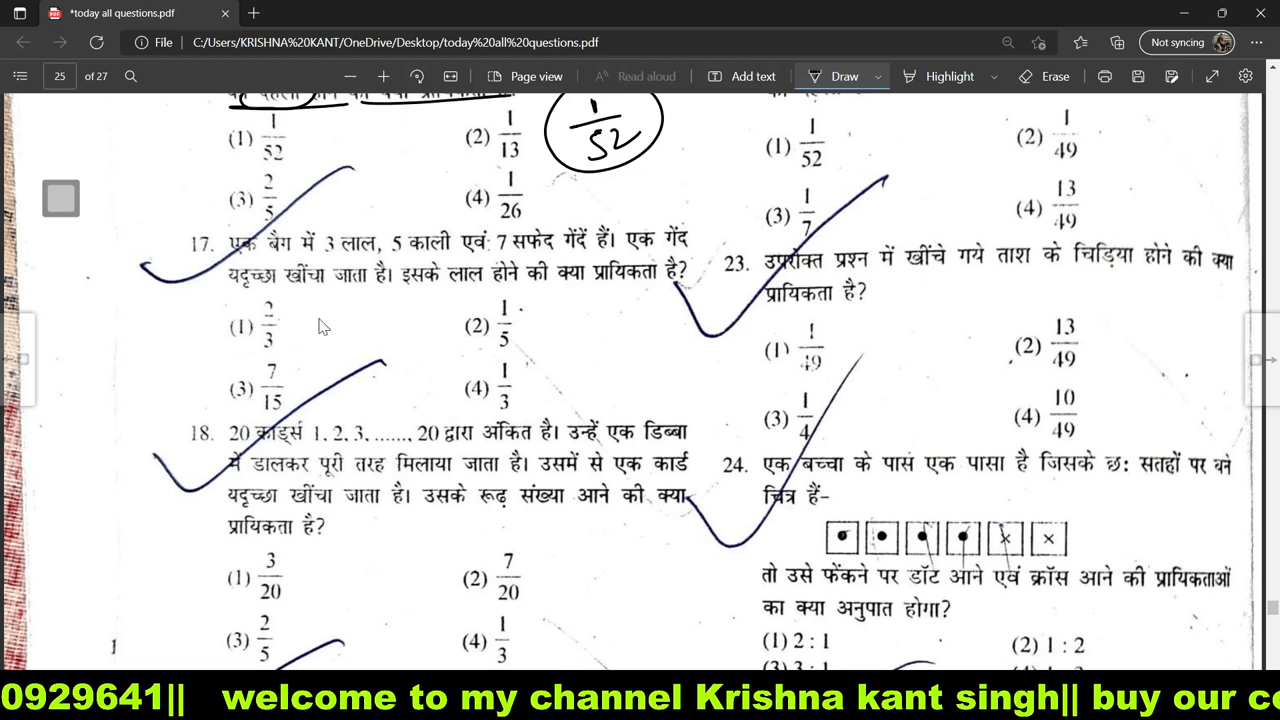 *today all questions.pdf
File
C:/Users/KRISHNA%20KANT/OneDrive/Desktop/today%20all%20questions.pdf
Not syncing
25 of 27
Page view
Read aloud
Add text
Draw
Highlight
Erase
(1) 1/52 (2) 1/13
1/52
(3) 2/5 (4) 1/26
17. एक बैग में 3 लाल, 5 काली एवं 7 सफेद गेंदें हैं। एक गेंद
यदृच्छा खींचा जाता है। इसके लाल होने की क्या प्रायिकता है?
(1) 2/3 (2) 1/5
(3) 7/15 (4) 1/3
18. 20 कार्ड्स 1, 2, 3, ......, 20 द्वारा अंकित है। उन्हें एक डिब्बा
में डालकर पूरी तरह मिलाया जाता है। उसमें से एक कार्ड
यदृच्छा खींचा जाता है। उसके रूढ़ संख्या आने की क्या
प्रायिकता है?
(1) 3/20 (2) 7/20
(3) 2/5 (4) 1/3
1
(1) 1/52 (2) 1/49
(3) 1/7 (4) 13/49
23. उपरोक्त प्रश्न में खींचे गये ताश के चिड़िया होने की क्या
प्रायिकता है?
(1) 1/49 (2) 13/49
(3) 1/4 (4) 10/49
24. एक बच्चा के पास एक पासा है जिसके छ: सतहों पर बने
चित्र हैं-
तो उसे फेंकने पर डॉट आने एवं क्रॉस आने की प्रायिकताओं
का क्या अनुपात होगा?
(1) 2 : 1 (2) 1 : 2
0929641|| welcome to my channel Krishna kant singh|| buy our co